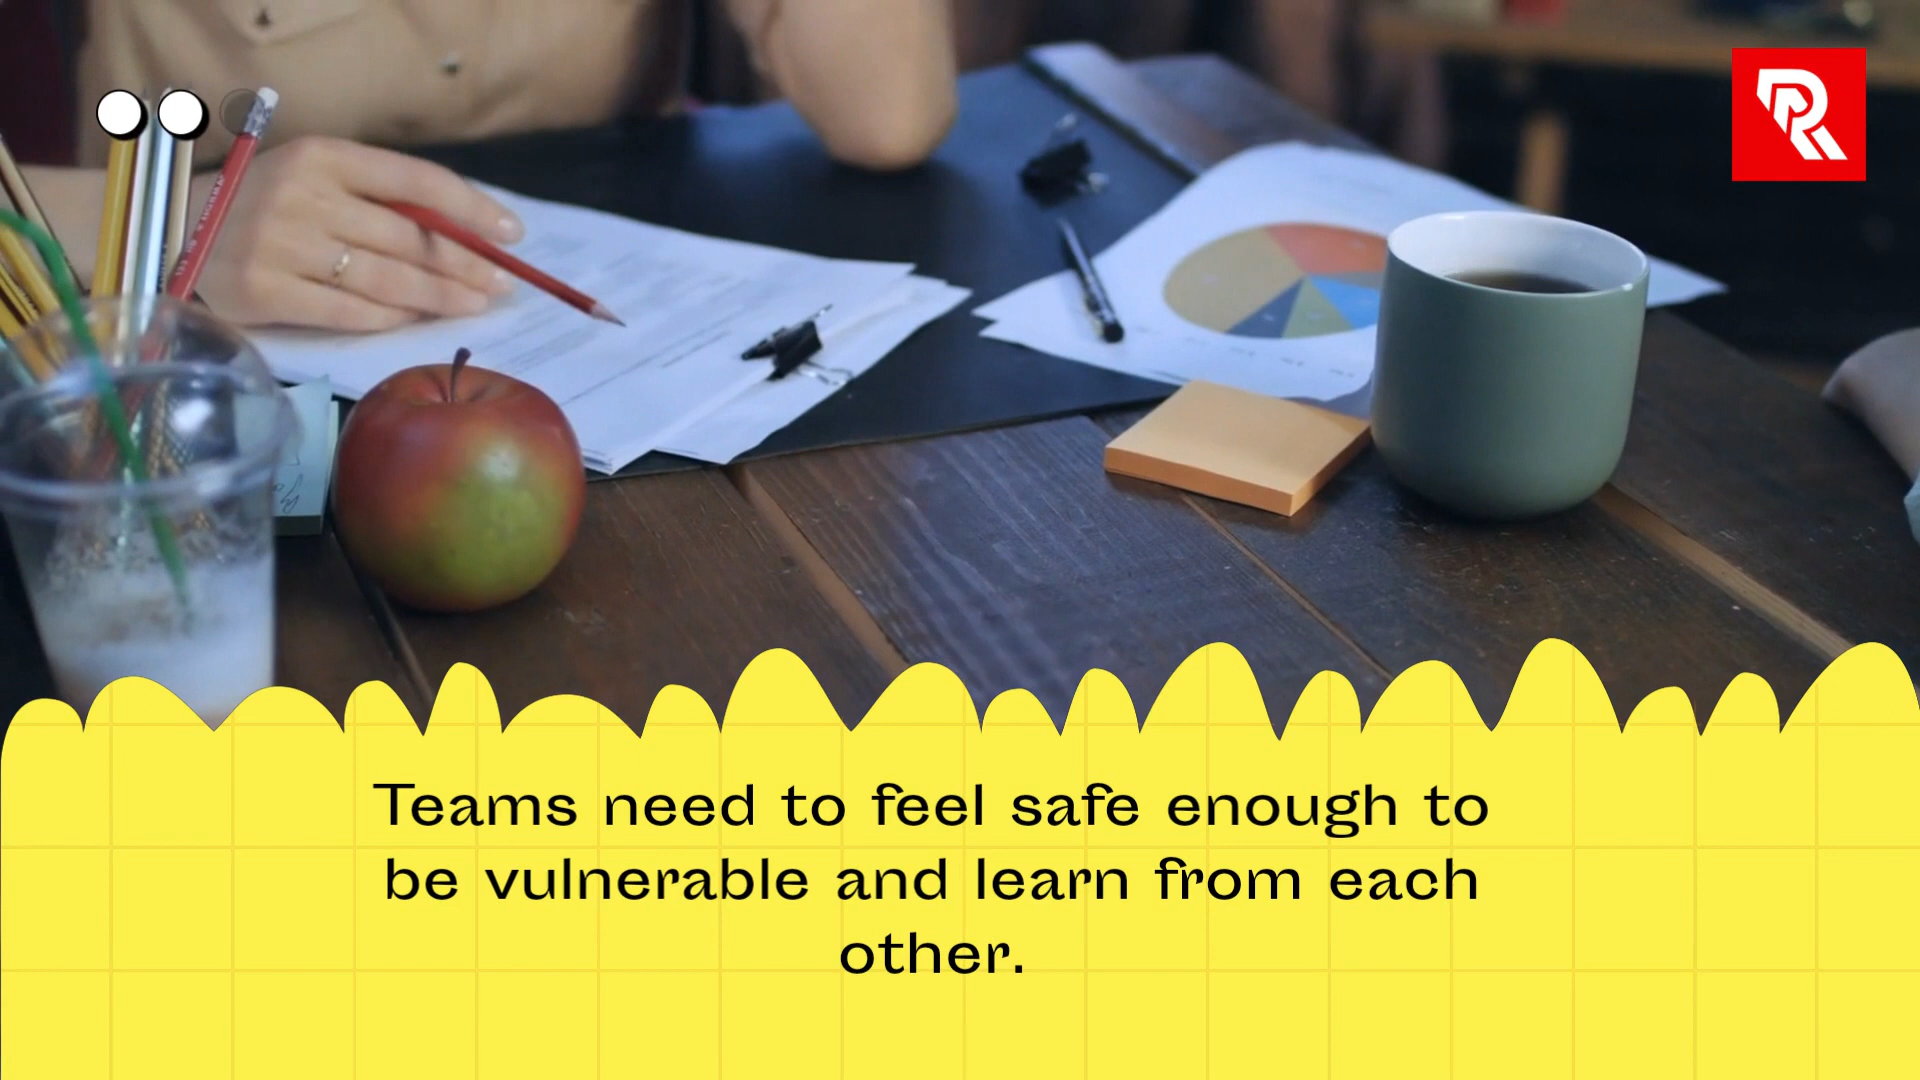 Teams need to feel safe enough to
be vulnerable and learn from each
other.